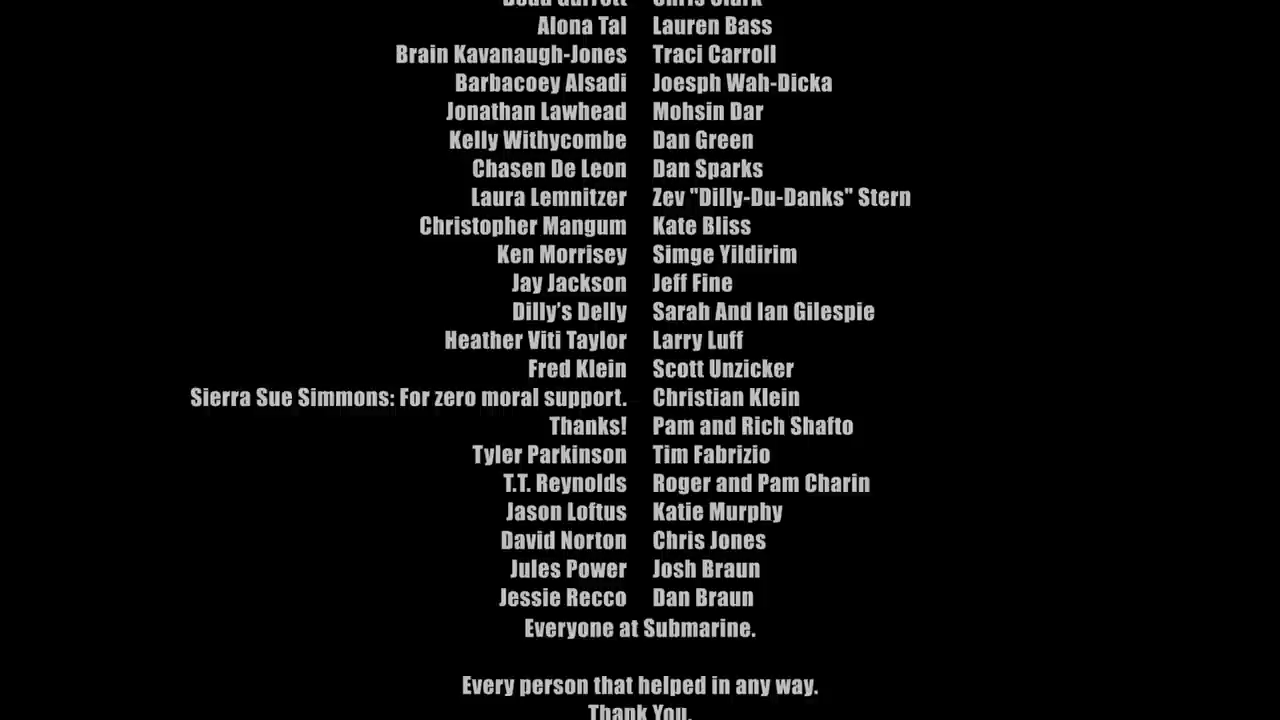 Doug Garrett Chris Clark
Alona Tal Lauren Bass
Brain Kavanaugh-Jones Traci Carroll
Barbacoey Alsadi Joesph Wah-Dicka
Jonathan Lawhead Mohsin Dar
Kelly Withycombe Dan Green
Chasen De Leon Dan Sparks
Laura Lemnitzer Zev "Dilly-Du-Danks" Stern
Christopher Mangum Kate Bliss
Ken Morrisey Simge Yildirim
Jay Jackson Jeff Fine
Dilly’s Delly Sarah And Ian Gilespie
Heather Viti Taylor Larry Luff
Fred Klein Scott Unzicker
Sierra Sue Simmons: For zero moral support. Christian Klein
Thanks! Pam and Rich Shafto
Tyler Parkinson Tim Fabrizio
T.T. Reynolds Roger and Pam Charin
Jason Loftus Katie Murphy
David Norton Chris Jones
Jules Power Josh Braun
Jessie Recco Dan Braun
Everyone at Submarine.
Every person that helped in any way.
Thank You.